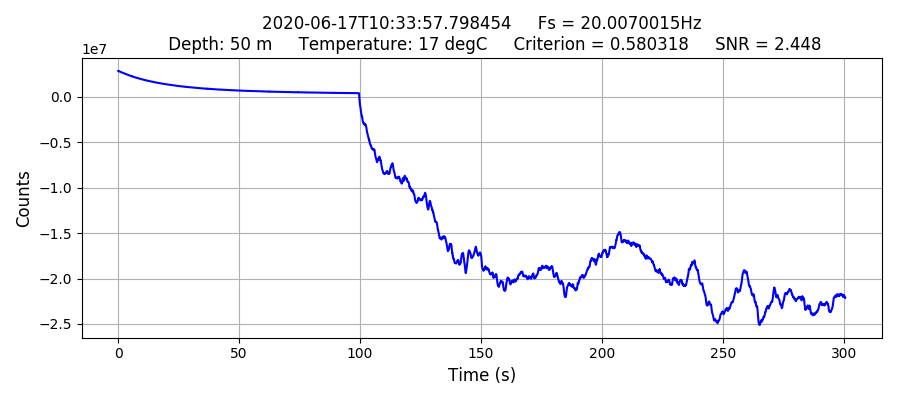 2020-06-17T10:33:57.798454 Fs = 20.0070015Hz
Depth: 50 m Temperature: 17 degC Criterion = 0.580318 SNR = 2.448
1e7
0.0
−0.5
−1.0
−1.5
−2.0
−2.5
Counts
0 50 100 150 200 250 300
Time (s)